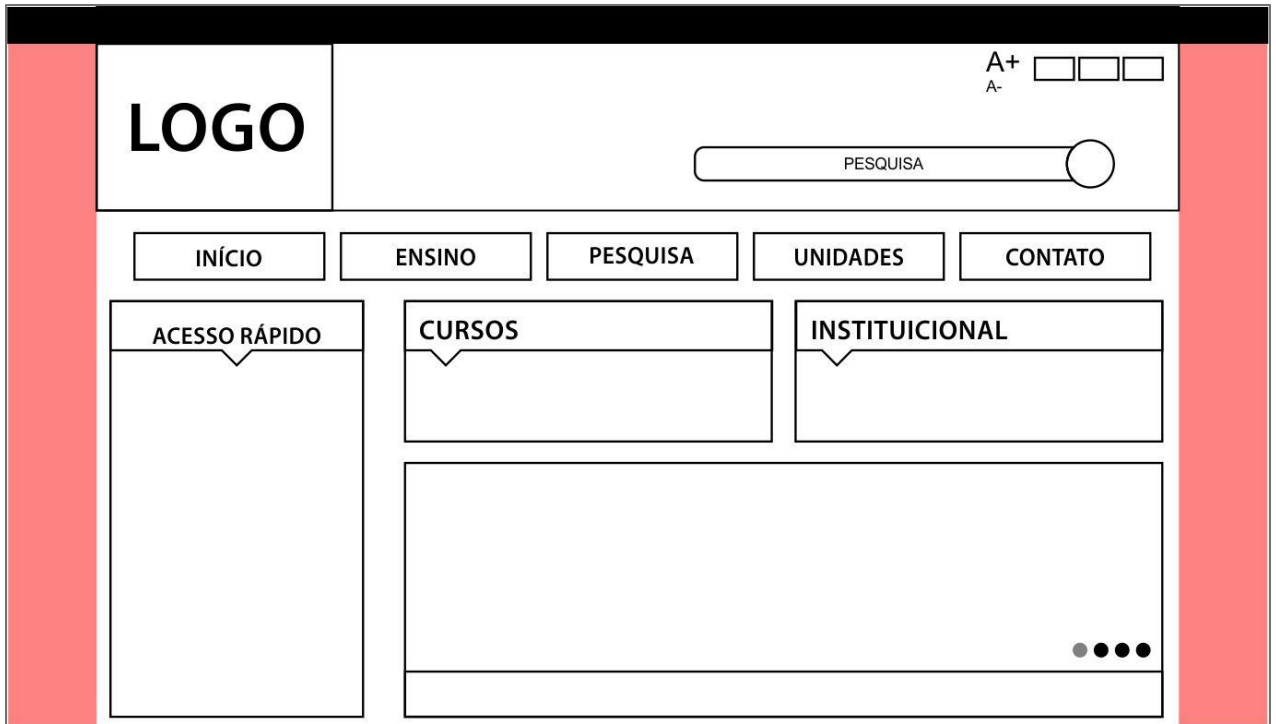 LOGO
A+
A-
PESQUISA
INÍCIO
ENSINO
PESQUISA
UNIDADES
CONTATO
ACESSO RÁPIDO
CURSOS
INSTITUICIONAL